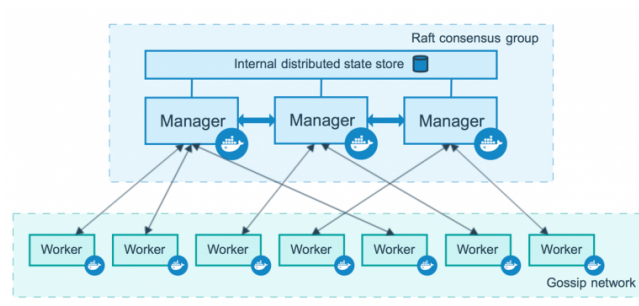 Raft consensus group
Internal distributed state store
Manager Manager Manager
Worker Worker Worker Worker Worker Worker Worker
Gossip network